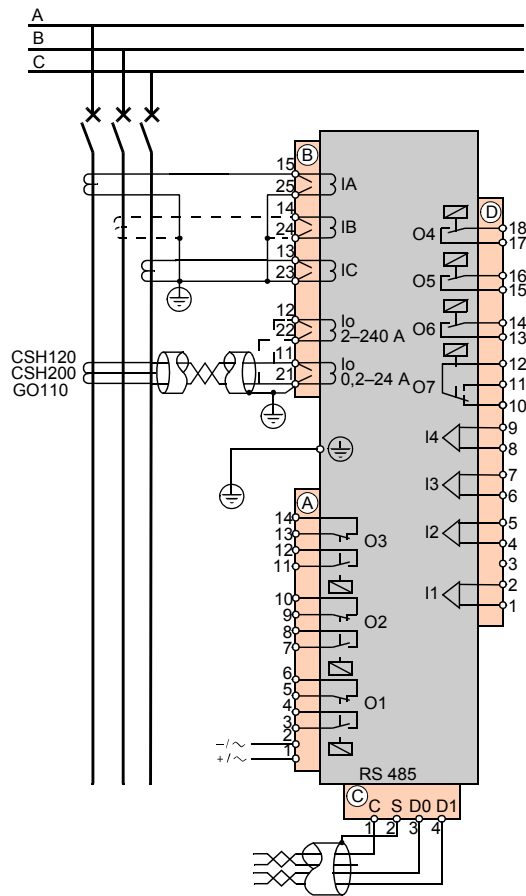 A
B
C
B
15
25
IA
14
24
IB
13
23
IC
12
22
Io
2–240 A
CSH120
CSH200
GO110
11
21
Io
0,2–24 A
D
O4
18
17
O5
16
15
O6
14
13
O7
12
11
10
I4
9
8
I3
7
6
I2
5
4
3
I1
2
1
A
14
13
12
11
O3
10
9
8
7
O2
6
5
4
3
O1
–/~ 2
+/~ 1
RS 485
C
C S D0 D1
1 2 3 4